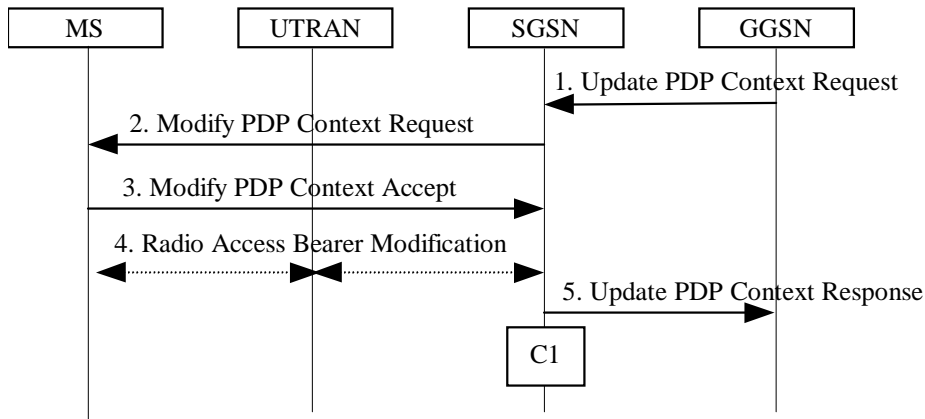 MS UTRAN SGSN GGSN
1. Update PDP Context Request
2. Modify PDP Context Request
3. Modify PDP Context Accept
4. Radio Access Bearer Modification
5. Update PDP Context Response
C1